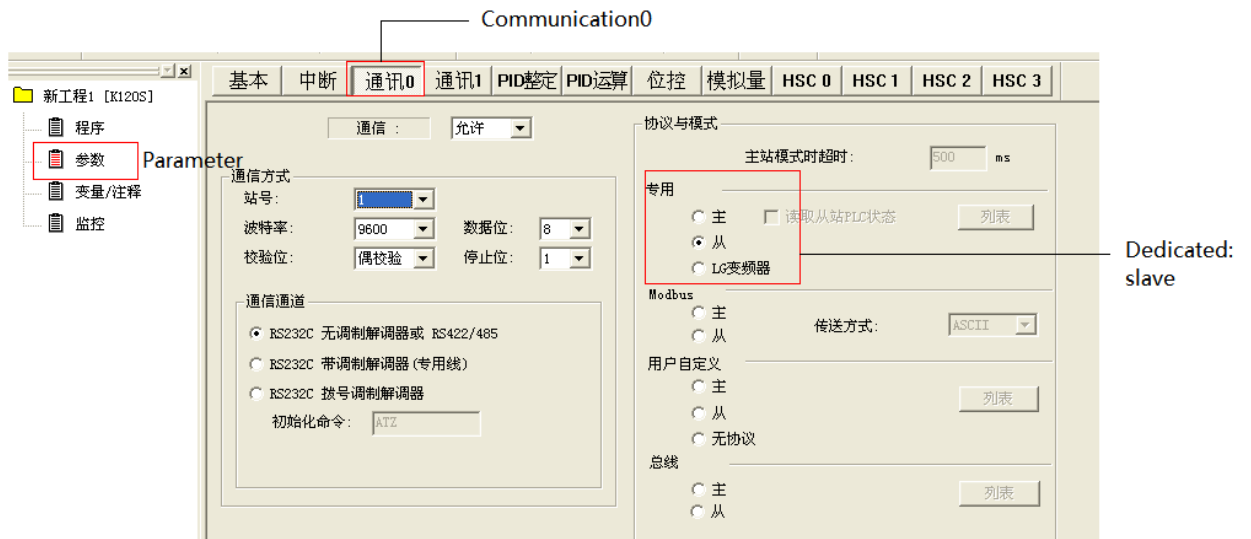 Communication0
基本 中断 通讯0 通讯1 PID整定 PID运算 位控 模拟量 HSC 0 HSC 1 HSC 2 HSC 3
新工程1 [K120S]
程序
参数
Parameter
变量/注释
监控
通信 : 允许
通信方式
站号: 1
波特率: 9600 数据位: 8
校验位: 偶校验 停止位: 1
通信通道
RS232C 无调制解调器或 RS422/485
RS232C 带调制解调器(专用线)
RS232C 拨号调制解调器
初始化命令: ATZ
协议与模式
主站模式时超时: 500 ms
专用
主 读取从站PLC状态 列表
从
LG变频器
Dedicated:
slave
Modbus
主
从
传送方式: ASCII
用户自定义
主
从
无协议
列表
总线
主
从
列表